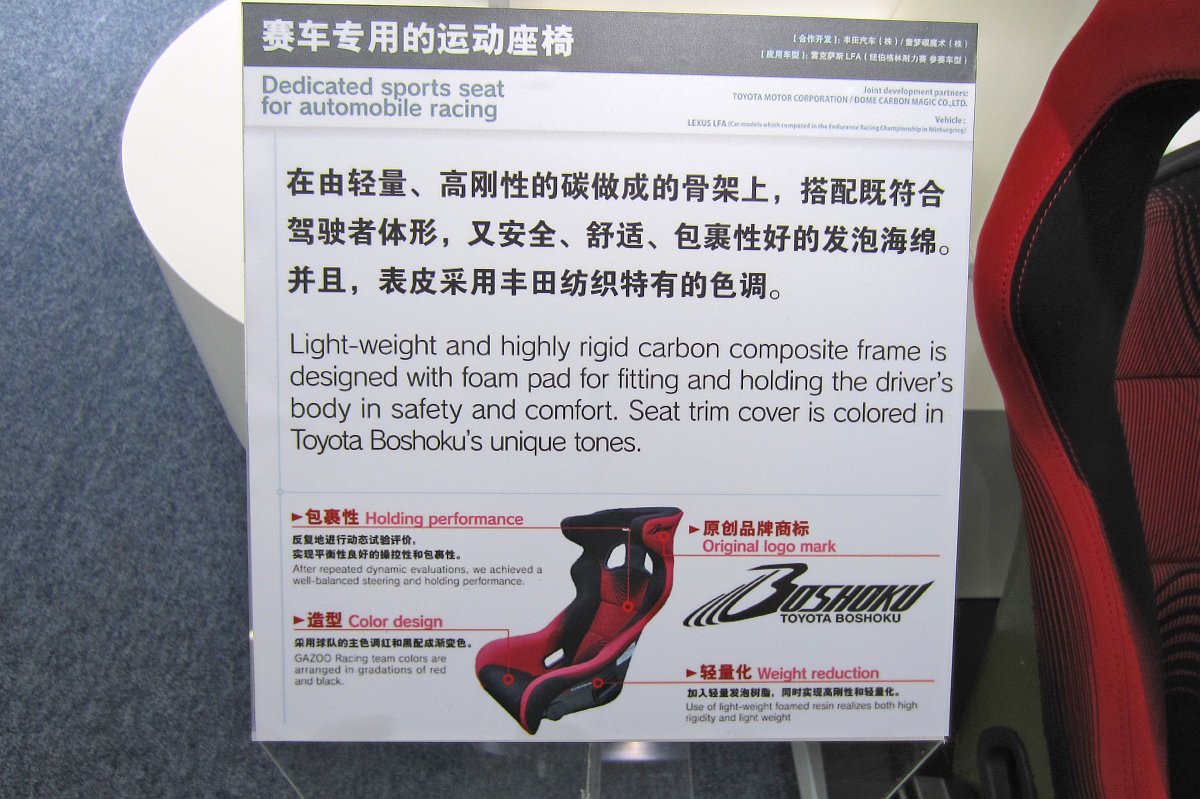 赛车专用的运动座椅
[合作开发]：丰田汽车（株）/童梦碳魔术（株）
[应用车型]：雷克萨斯 LFA（纽伯格林耐力赛 参赛车型）
Dedicated sports seat
for automobile racing
Joint development partners:
TOYOTA MOTOR CORPORATION / DOME CARBON MAGIC CO.,LTD.
Vehicle :
LEXUS LFA (Car models which compared in the Endurance Racing Championship in Nürburgring)
在由轻量、高刚性的碳做成的骨架上，搭配既符合
驾驶者体形，又安全、舒适、包裹性好的发泡海绵。
并且，表皮采用丰田纺织特有的色调。
Light-weight and highly rigid carbon composite frame is
designed with foam pad for fitting and holding the driver's
body in safety and comfort. Seat trim cover is colored in
Toyota Boshoku's unique tones.
►包裹性 Holding performance
反复地进行动态试验评价，
实现平衡性良好的操控性和包裹性。
After repeated dynamic evaluations, we achieved a
well-balanced steering and holding performance.
►造型 Color design
采用球队的主色调红和黑配成渐变色。
GAZOO Racing team colors are
arranged in gradations of red
and black.
►原创品牌商标
Original logo mark
BOSHOKU
TOYOTA BOSHOKU
►轻量化 Weight reduction
加入轻量发泡树脂，同时实现高刚性和轻量化。
Use of light-weight foamed resin realizes both high
rigidity and light weight